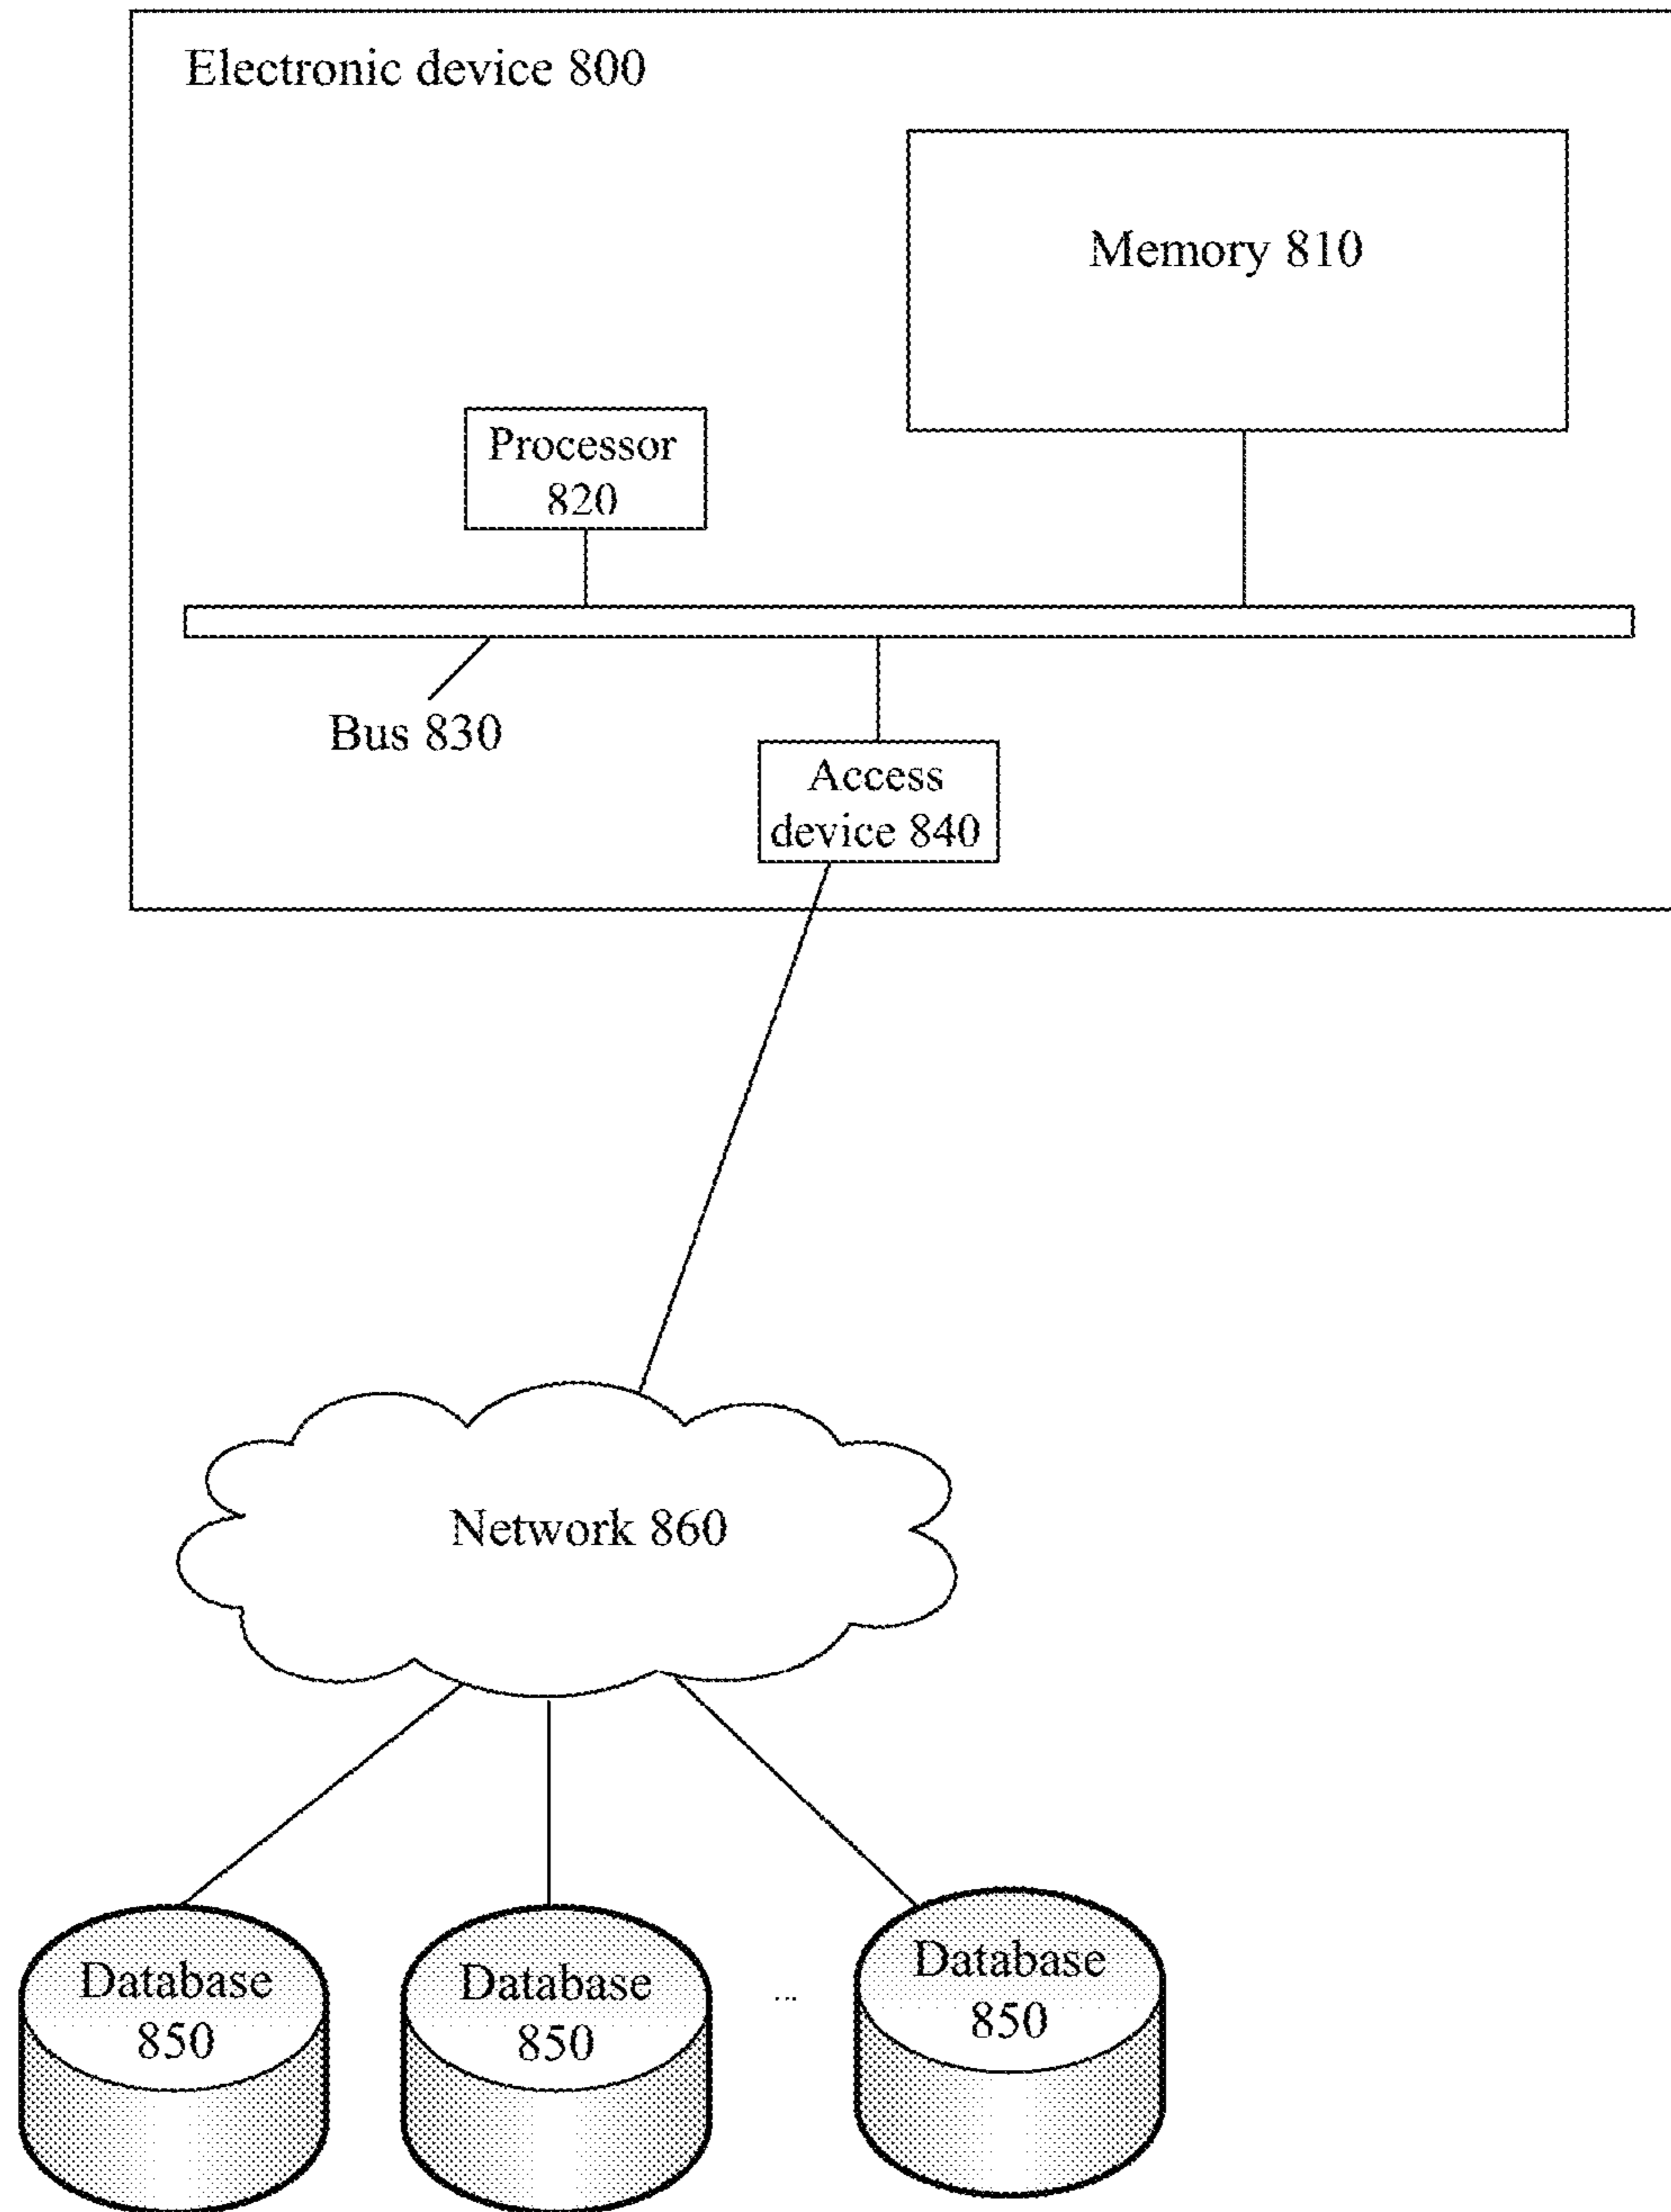 Electronic device 800
Memory 810
Processor
820
Bus 830
Access
device 840
Network 860
Database
850
Database
850
...
Database
850